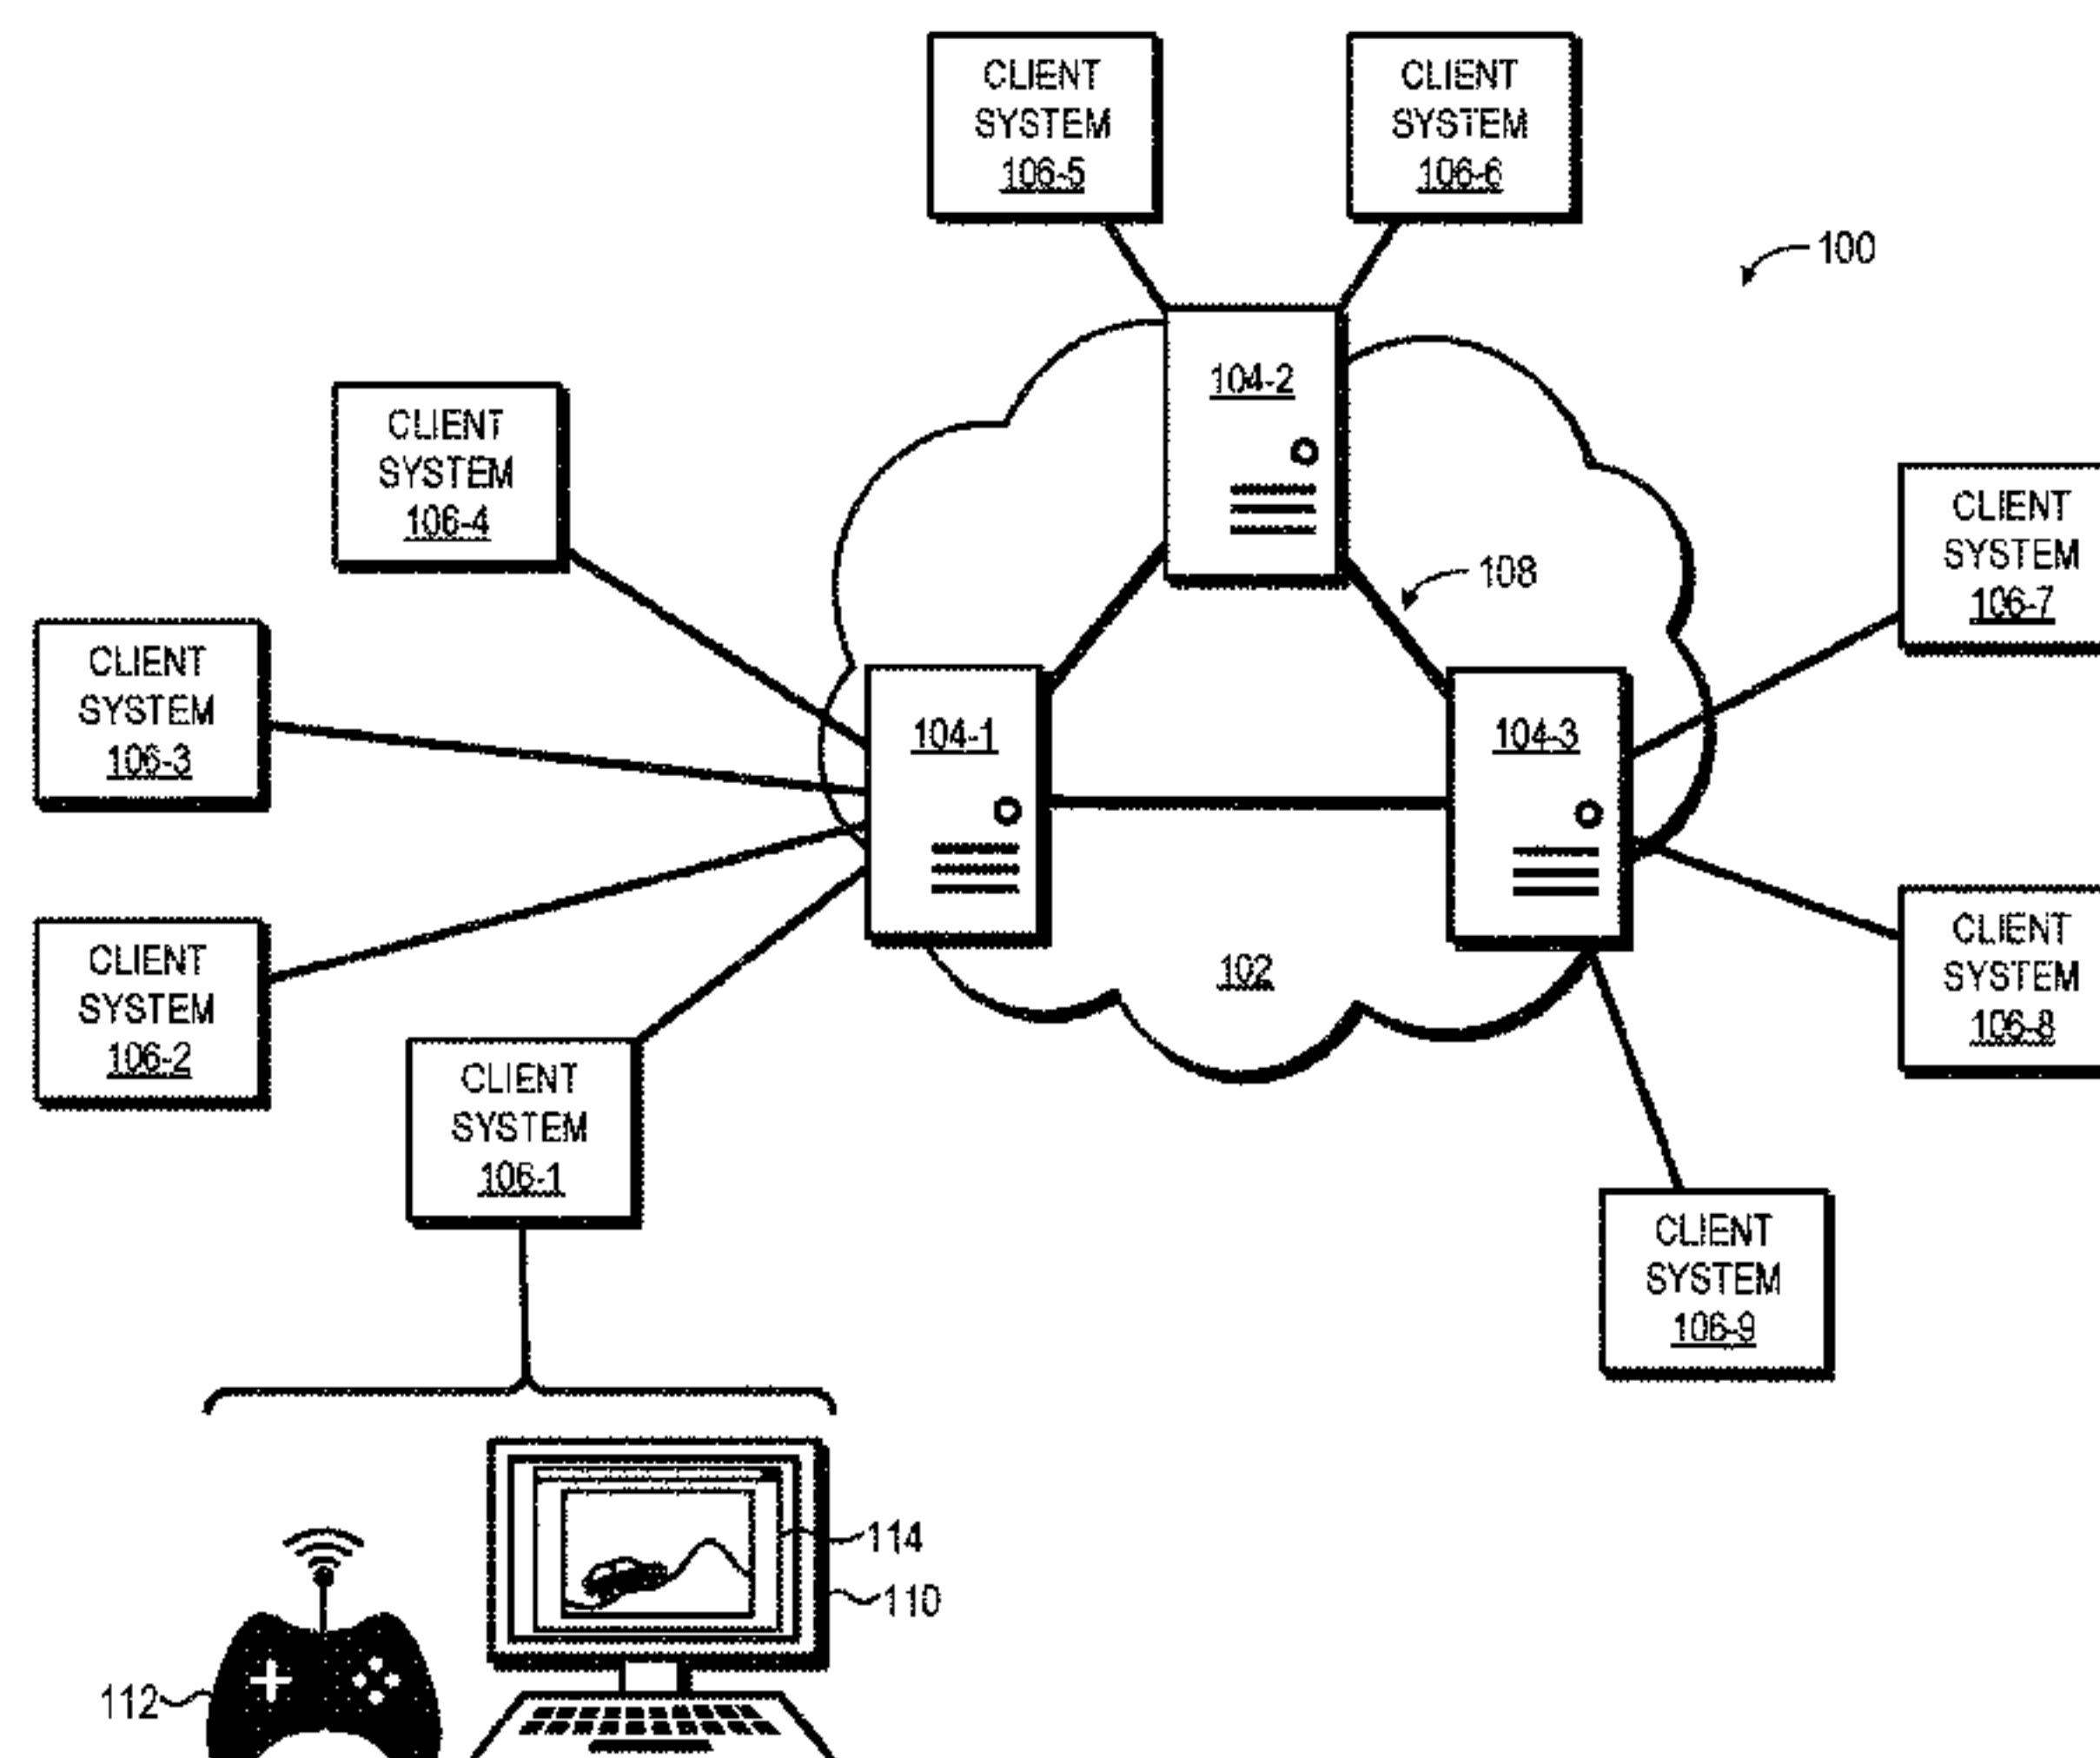 CLIENT
SYSTEM
106-5
CLIENT
SYSTEM
106-6
100
104-2
CLIENT
SYSTEM
106-4
CLIENT
SYSTEM
106-7
108
CLIENT
SYSTEM
106-3
104-1
104-3
CLIENT
SYSTEM
106-2
102
CLIENT
SYSTEM
106-8
CLIENT
SYSTEM
106-1
CLIENT
SYSTEM
106-9
114
110
112